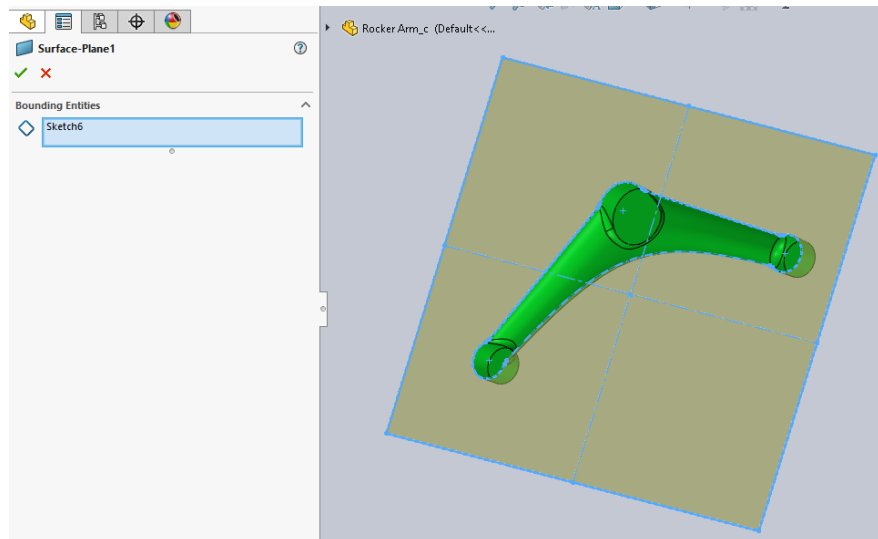 Rocker Arm_c (Default<<...
Surface-Plane1
Bounding Entities
Sketch6